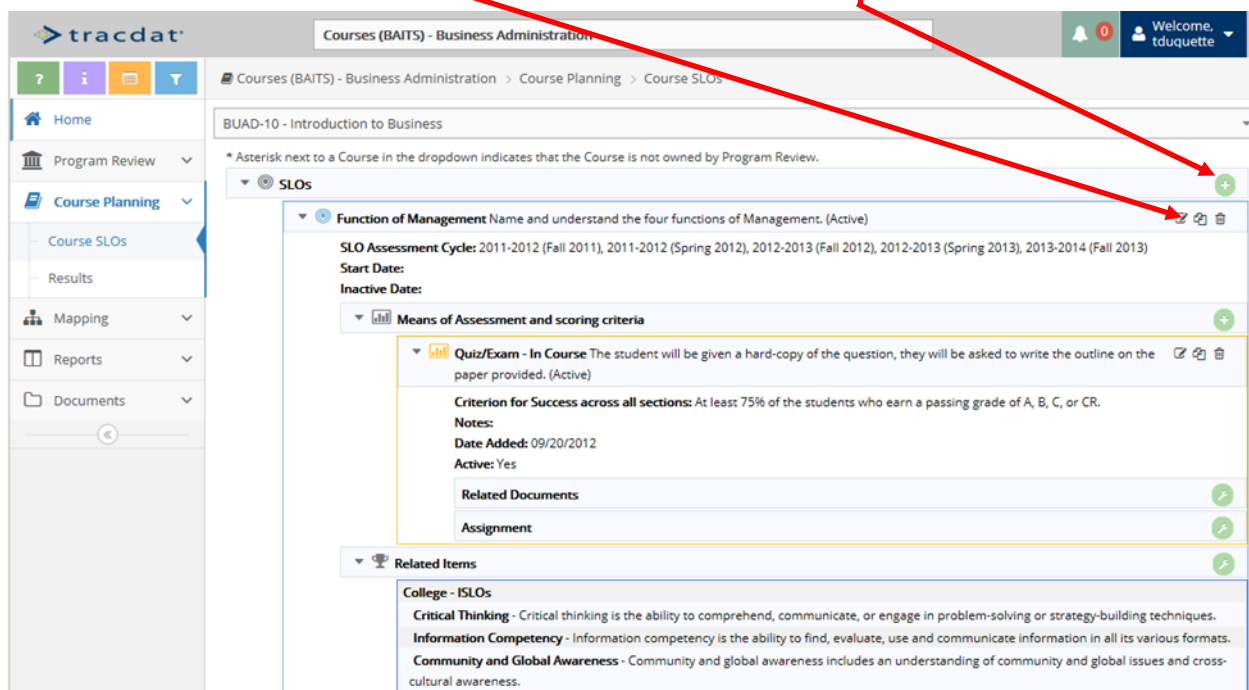 tracdat
Courses (BAITS) - Business Administration
0
Welcome,
tduquette
? i
Courses (BAITS) - Business Administration > Course Planning > Course SLOs
Home
BUAD-10 - Introduction to Business
Program Review
* Asterisk next to a Course in the dropdown indicates that the Course is not owned by Program Review.
SLOs
Course Planning
Function of Management Name and understand the four functions of Management. (Active)
Course SLOs
SLO Assessment Cycle: 2011-2012 (Fall 2011), 2011-2012 (Spring 2012), 2012-2013 (Fall 2012), 2012-2013 (Spring 2013), 2013-2014 (Fall 2013)
Start Date:
Results
Inactive Date:
Mapping
Means of Assessment and scoring criteria
Reports
Quiz/Exam - In Course The student will be given a hard-copy of the question, they will be asked to write the outline on the
paper provided. (Active)
Documents
Criterion for Success across all sections: At least 75% of the students who earn a passing grade of A, B, C, or CR.
Notes:
Date Added: 09/20/2012
Active: Yes
Related Documents
Assignment
Related Items
College - ISLOs
Critical Thinking - Critical thinking is the ability to comprehend, communicate, or engage in problem-solving or strategy-building techniques.
Information Competency - Information competency is the ability to find, evaluate, use and communicate information in all its various formats.
Community and Global Awareness - Community and global awareness includes an understanding of community and global issues and cross-
cultural awareness.